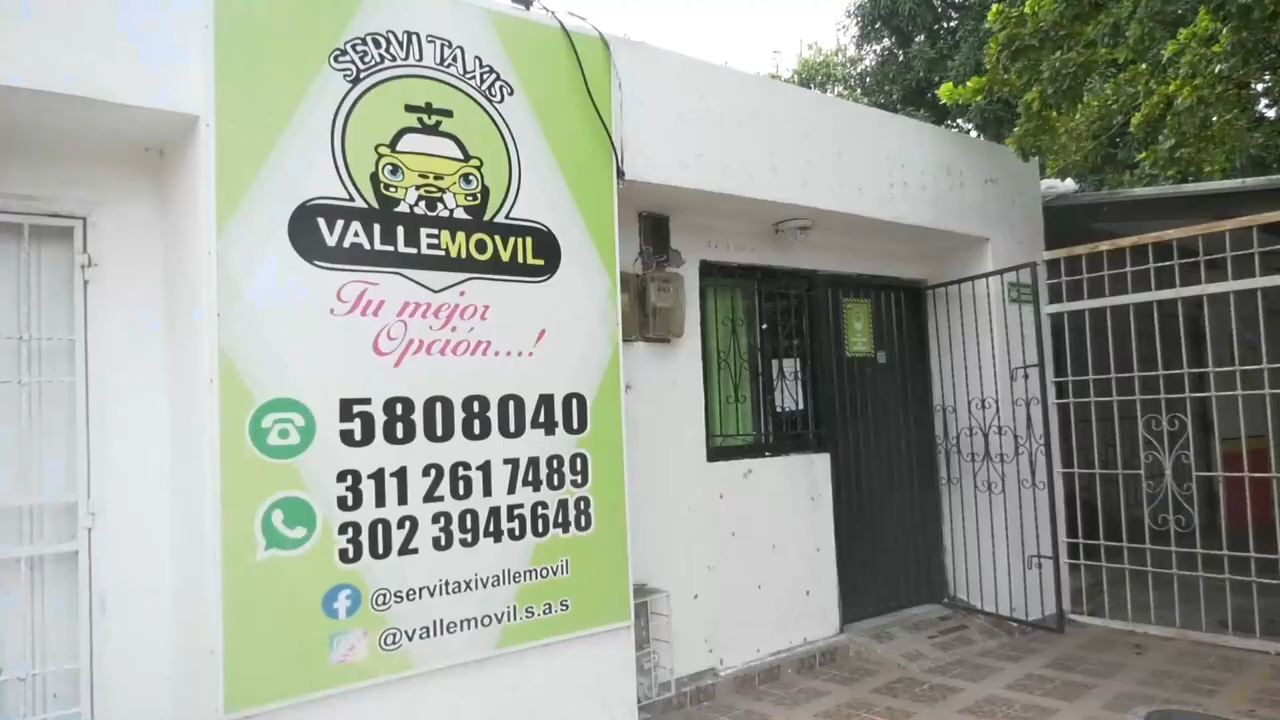 SERVI TAXIS
VALLEMOVIL
Tu mejor
Opción...!
5808040
311 261 7489
302 3945648
@servitaxivallemovil
@vallemovil.s.a.s